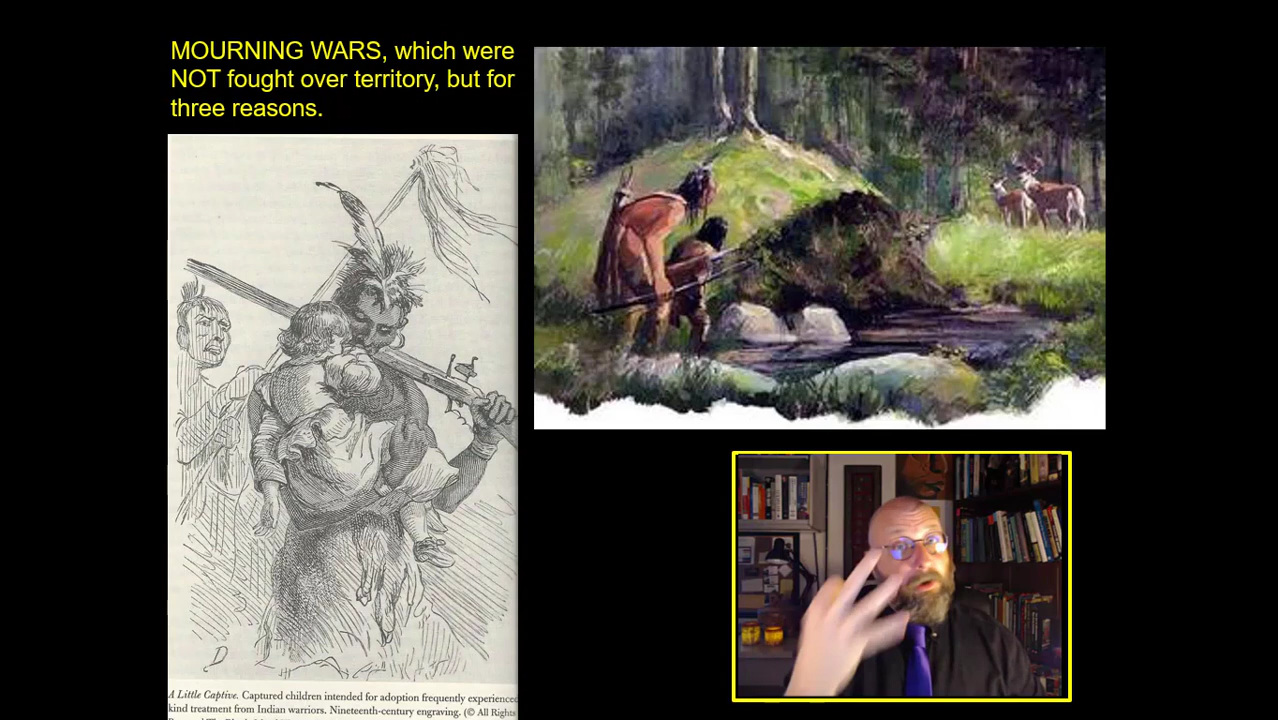 MOURNING WARS, which were
NOT fought over territory, but for
three reasons.
A Little Captive. Captured children intended for adoption frequently experienced
kind treatment from Indian warriors. Nineteenth-century engraving. (© All Rights
D